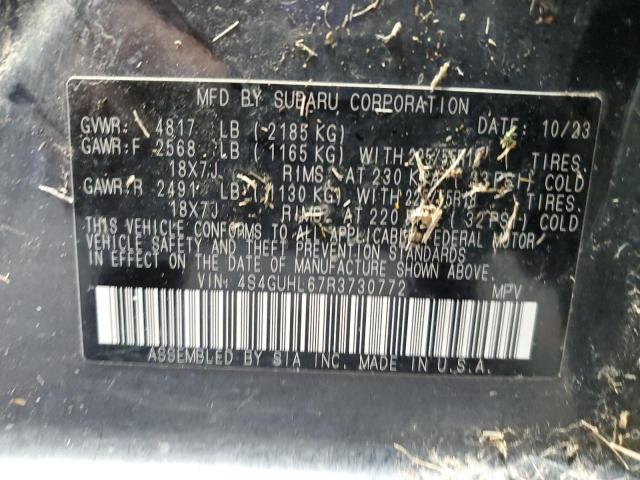 MFD BY SUBARU CORPORATION
GVWR: 4817 LB (2185 KG) DATE: 10/23
GAWR:F 2568 LB (1165 KG) WITH TIRES.
18X7J RIMS. AT 230 COLD
GAWR:R 2491 LB (1130 KG) WITH TIRES.
18X7J RIMS. AT 220 (32 PSI) COLD
THIS VEHICLE CONFORMS TO ALL APPLICABLE FEDERAL MOTOR
VEHICLE SAFETY AND THEFT PREVENTION STANDARDS
IN EFFECT ON THE DATE OF MANUFACTURE SHOWN ABOVE.
VIN: 4S4GUHL67R3730772 MPV
ASSEMBLED BY SIA INC. MADE IN U.S.A.